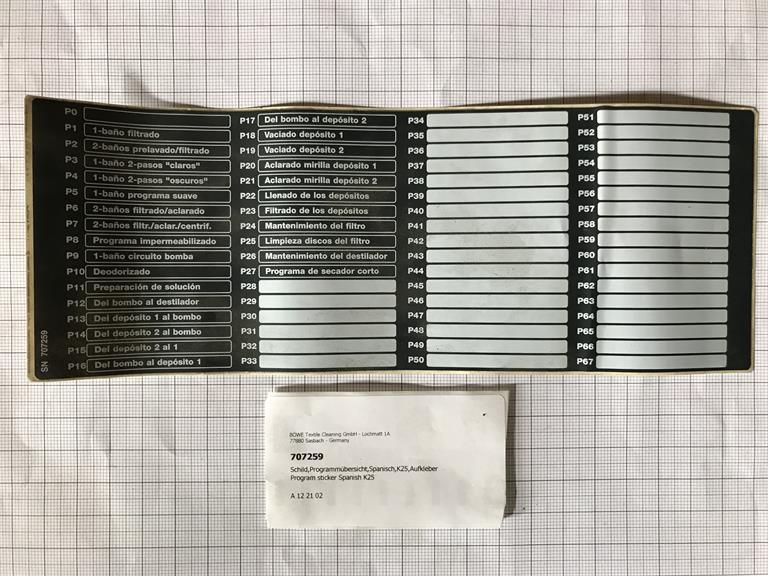 P0
P1 1-baño filtrado
P2 2-baños prelavado/filtrado
P3 1-baño 2-pasos "claros"
P4 1-baño 2-pasos "oscuros"
P5 1-baño programa suave
P6 2-baños filtrado/aclarado
P7 2-baños filtr./aclar./centrif.
P8 Programa impermeabilizado
P9 1-baño circuito bomba
P10 Deodorizado
P11 Preparación de solución
P12 Del bombo al destilador
P13 Del depósito 1 al bombo
P14 Del depósito 2 al bombo
P15 Del depósito 2 al 1
P16 Del bombo al depósito 1
P17 Del bombo al depósito 2
P18 Vaciado depósito 1
P19 Vaciado depósito 2
P20 Aclarado mirilla depósito 1
P21 Aclarado mirilla depósito 2
P22 Llenado de los depósitos
P23 Filtrado de los depósitos
P24 Mantenimiento del filtro
P25 Limpieza discos del filtro
P26 Mantenimiento del destilador
P27 Programa de secador corto
P28
P29
P30
P31
P32
P33
P34
P35
P36
P37
P38
P39
P40
P41
P42
P43
P44
P45
P46
P47
P48
P49
P50
P51
P52
P53
P54
P55
P56
P57
P58
P59
P60
P61
P62
P63
P64
P65
P66
P67
SN 707259
BÖWE Textile Cleaning GmbH - Lochmatt 1A
77880 Sasbach - Germany
707259
Schild,Programmübersicht,Spanisch,K25,Aufkleber
Program sticker Spanish K25
A 12 21 02